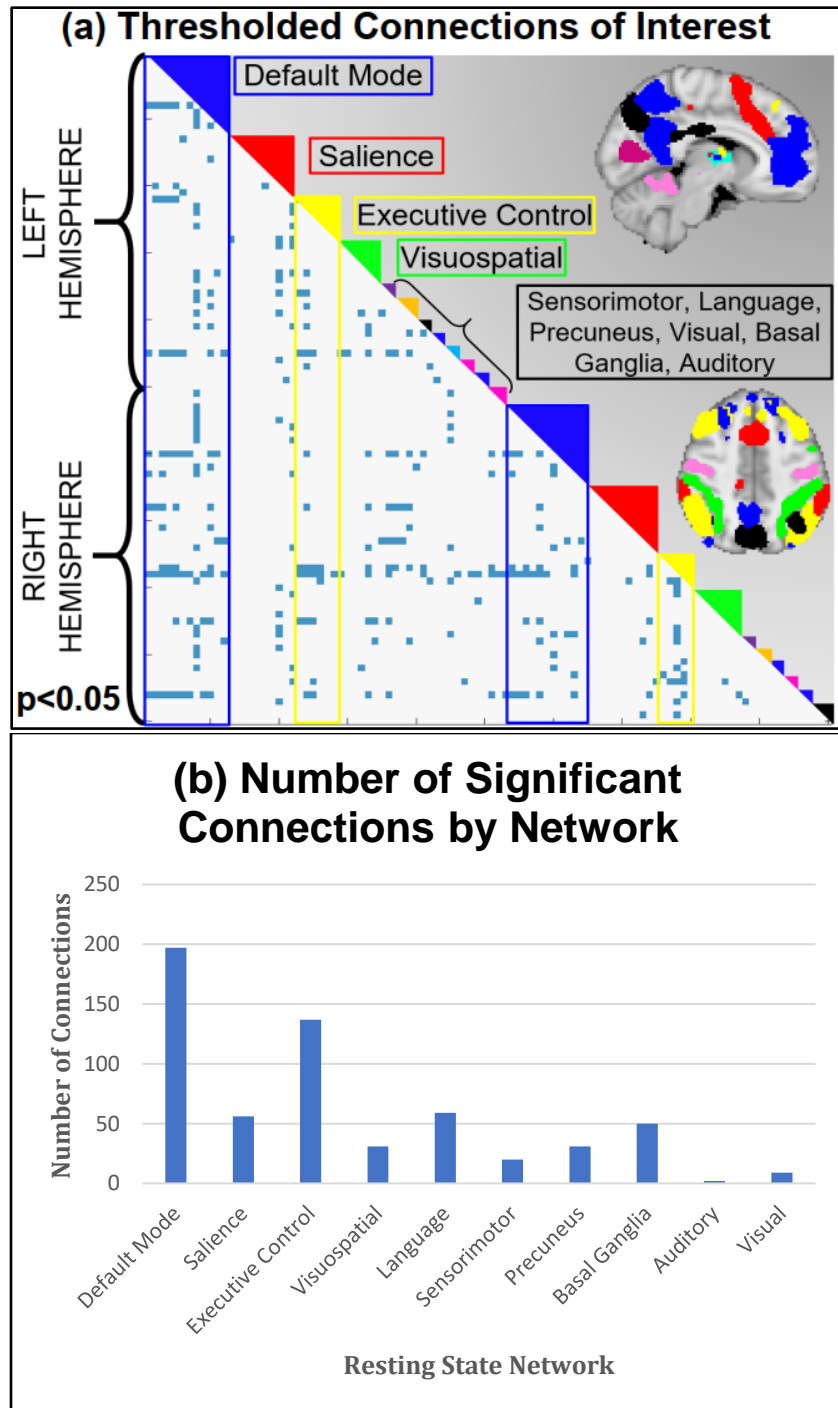 (a) Thresholded Connections of Interest
Default Mode
Salience
Executive Control
Visuospatial
Sensorimotor, Language,
Precuneus, Visual, Basal
Ganglia, Auditory
LEFT
HEMISPHERE
RIGHT
HEMISPHERE
p<0.05
(b) Number of Significant
Connections by Network
Number of Connections
250
200
150
100
50
0
Default Mode
Salience
Executive Control
Visuospatial
Language
Sensorimotor
Precuneus
Basal Ganglia
Auditory
Visual
Resting State Network